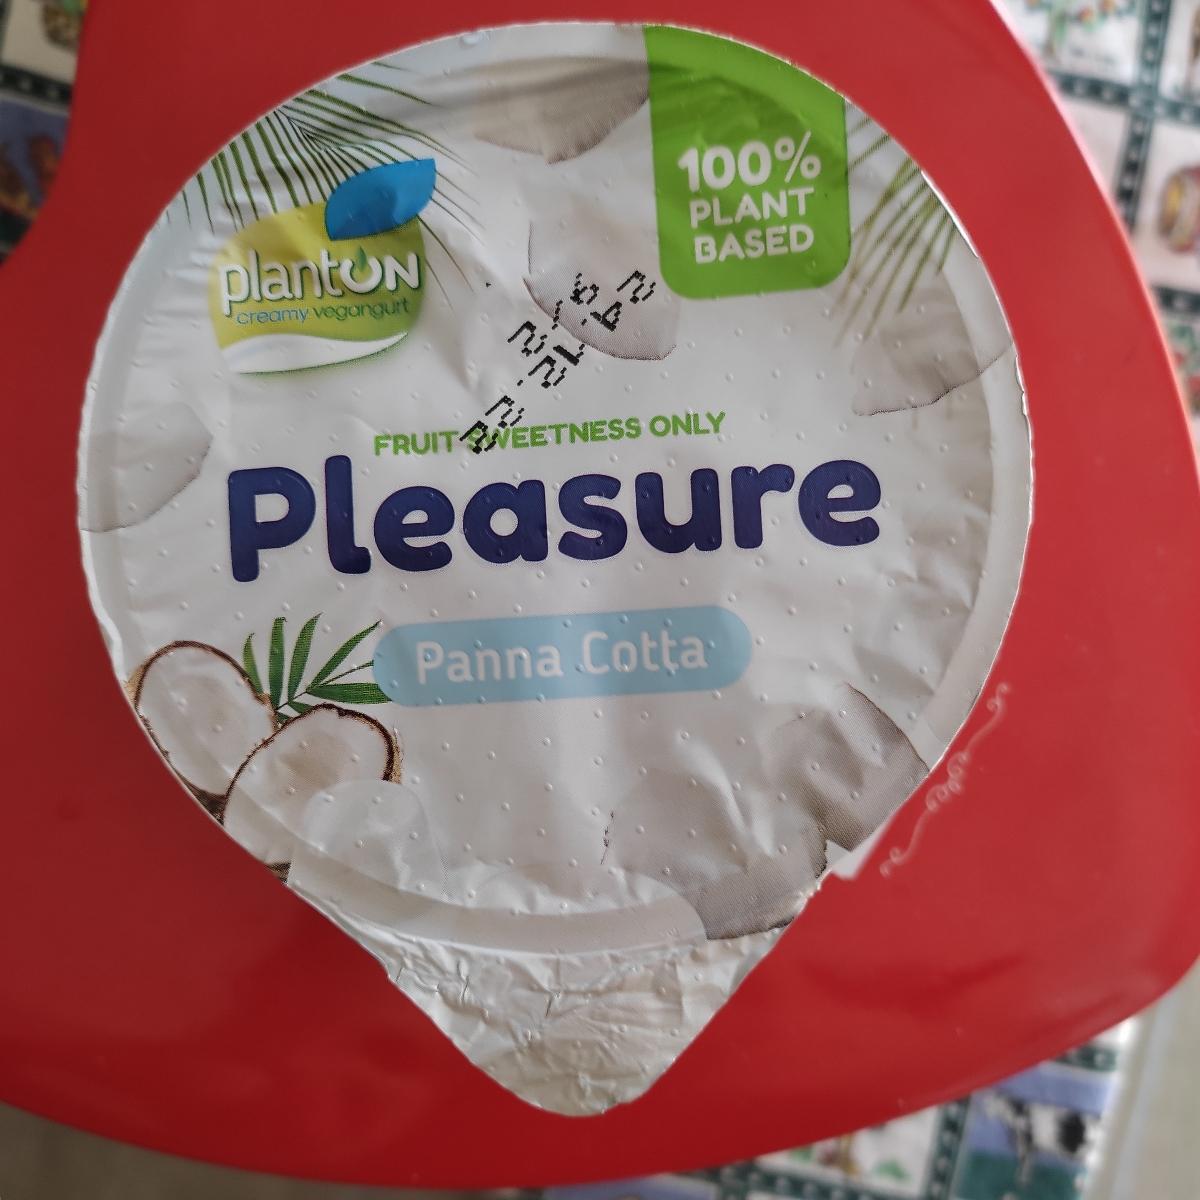 100%
PLANT
BASED
plantON
creamy vegangurt
FRUIT SWEETNESS ONLY
Pleasure
Panna Cotta